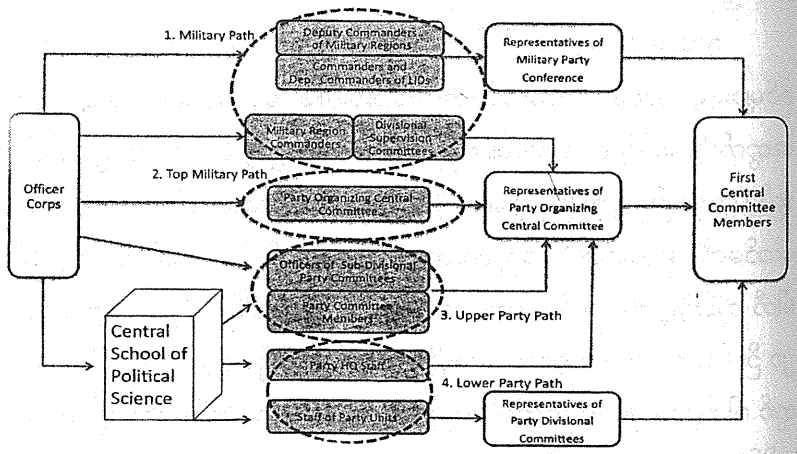 1. Military Path
Deputy Commanders
of Military Regions
Commanders and
Dep. Commanders of LIDs
Representatives of
Military Party
Conference
Military Region
Commanders
Divisional
Supervision
Committees
Officer
Corps
2. Top Military Path
Party Organizing Central
Committee
Representatives of
Party Organizing
Central Committee
First
Central
Committee
Members
Officers of Sub-Divisional
Party Committees
Party Committee
Members
3. Upper Party Path
Central
School of
Political
Science
Party HQ Staff
4. Lower Party Path
Staff of Party Units
Representatives of
Party Divisional
Committees